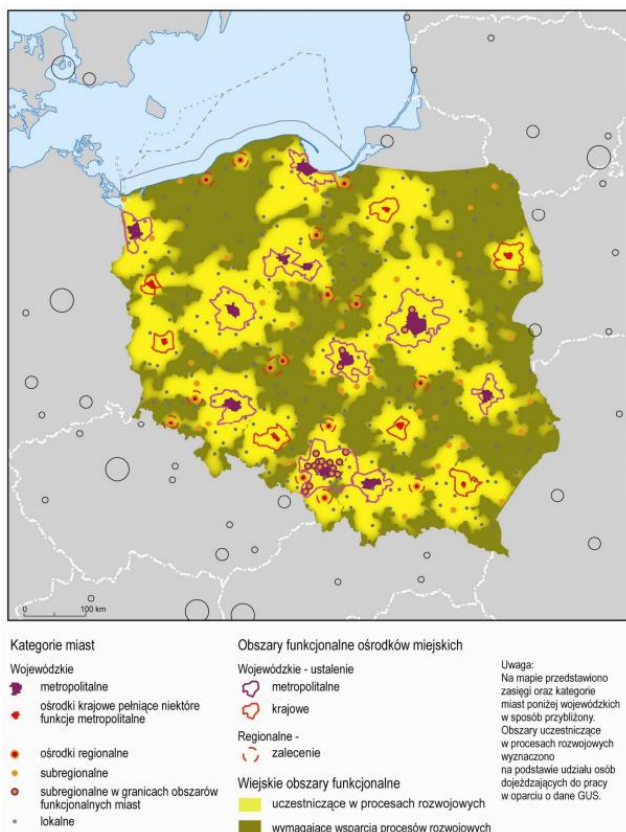 0 100 km
Kategorie miast
Wojewódzkie
metropolitalne
ośrodki krajowe pełniące niektóre
funkcje metropolitalne
ośrodki regionalne
subregionalne
subregionalne w granicach obszarów
funkcjonalnych miast
lokalne
Obszary funkcjonalne ośrodków miejskich
Wojewódzkie - ustalenie
metropolitalne
krajowe
Regionalne -
zalecenie
Wiejskie obszary funkcjonalne
uczestniczące w procesach rozwojowych
wymagające wsparcia procesów rozwojowych
Uwaga:
Na mapie przedstawiono
zasięgi oraz kategorie
miast poniżej wojewódzkich
w sposób przybliżony.
Obszary uczestniczące
w procesach rozwojowych
wyznaczono
na podstawie udziału osób
dojeżdżających do pracy
w oparciu o dane GUS.